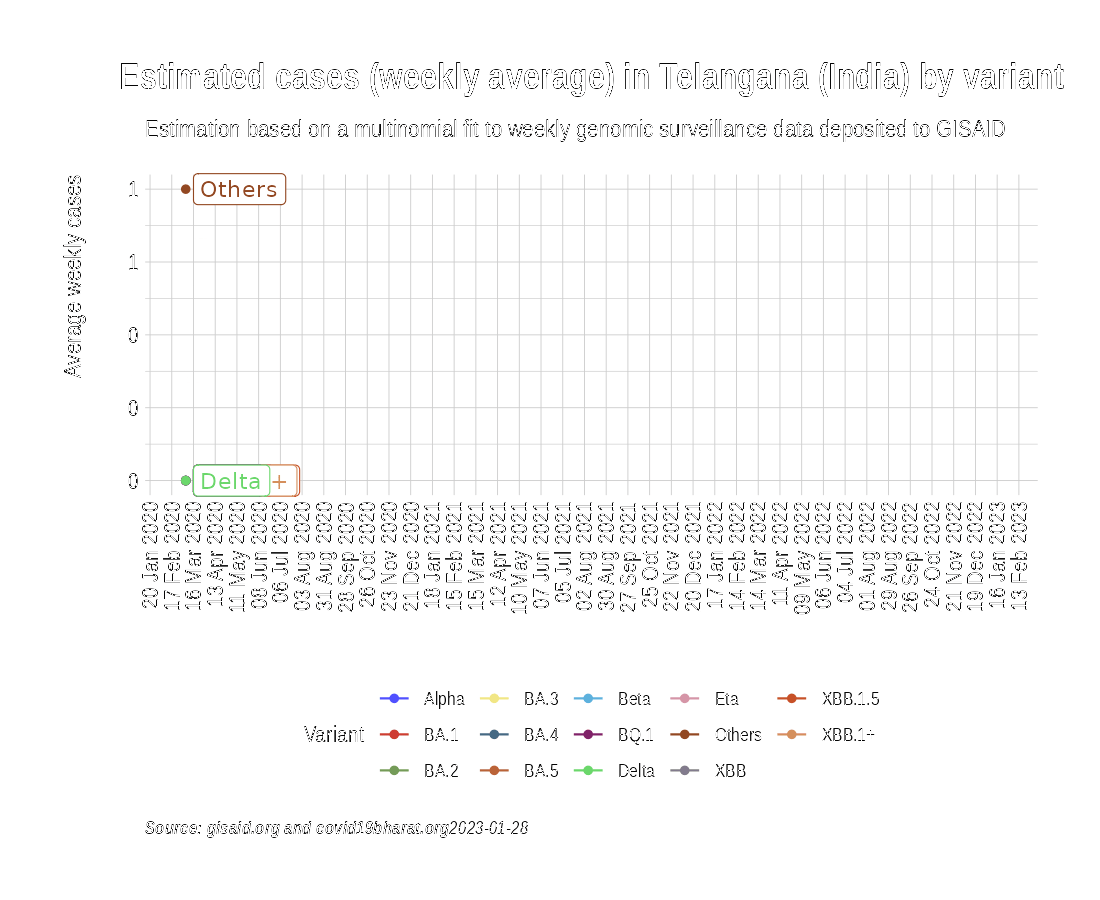 Estimated cases (weekly average) in Telangana (India) by variant
Estimation based on a multinomial fit to weekly genomic surveillance data deposited to GISAID
Average weekly cases
1
1
0
0
0
Others
Delta
+
20 Jan 2020
17 Feb 2020
16 Mar 2020
13 Apr 2020
11 May 2020
08 Jun 2020
06 Jul 2020
03 Aug 2020
31 Aug 2020
28 Sep 2020
26 Oct 2020
23 Nov 2020
21 Dec 2020
18 Jan 2021
15 Feb 2021
15 Mar 2021
12 Apr 2021
10 May 2021
07 Jun 2021
05 Jul 2021
02 Aug 2021
30 Aug 2021
27 Sep 2021
25 Oct 2021
22 Nov 2021
20 Dec 2021
17 Jan 2022
14 Feb 2022
14 Mar 2022
11 Apr 2022
09 May 2022
06 Jun 2022
04 Jul 2022
01 Aug 2022
29 Aug 2022
26 Sep 2022
24 Oct 2022
21 Nov 2022
19 Dec 2022
16 Jan 2023
13 Feb 2023
Variant
Alpha
BA.1
BA.2
BA.3
BA.4
BA.5
Beta
BQ.1
Delta
Eta
Others
XBB
XBB.1.5
XBB.1+
Source: gisaid.org and covid19bharat.org2023-01-28